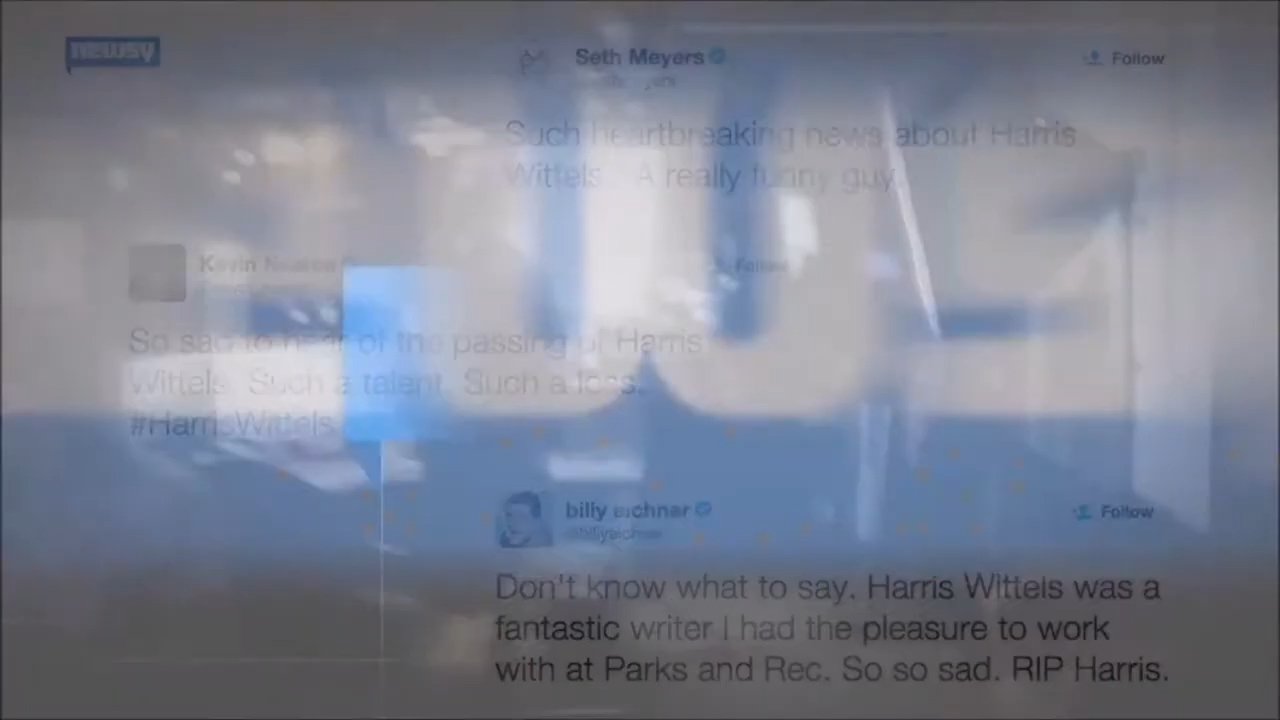 newsy
Seth Meyers
Follow
Such heartbreaking news about Harris
Wittels. A really funny guy
Kevin
Follow
So sad to hear of the passing of Harris
Wittels. Such a talent. Such a loss.
#HarrisWittels
billy eichner
Follow
@billyeichner
Don't know what to say. Harris Wittels was a
fantastic writer I had the pleasure to work
with at Parks and Rec. So so sad. RIP Harris.